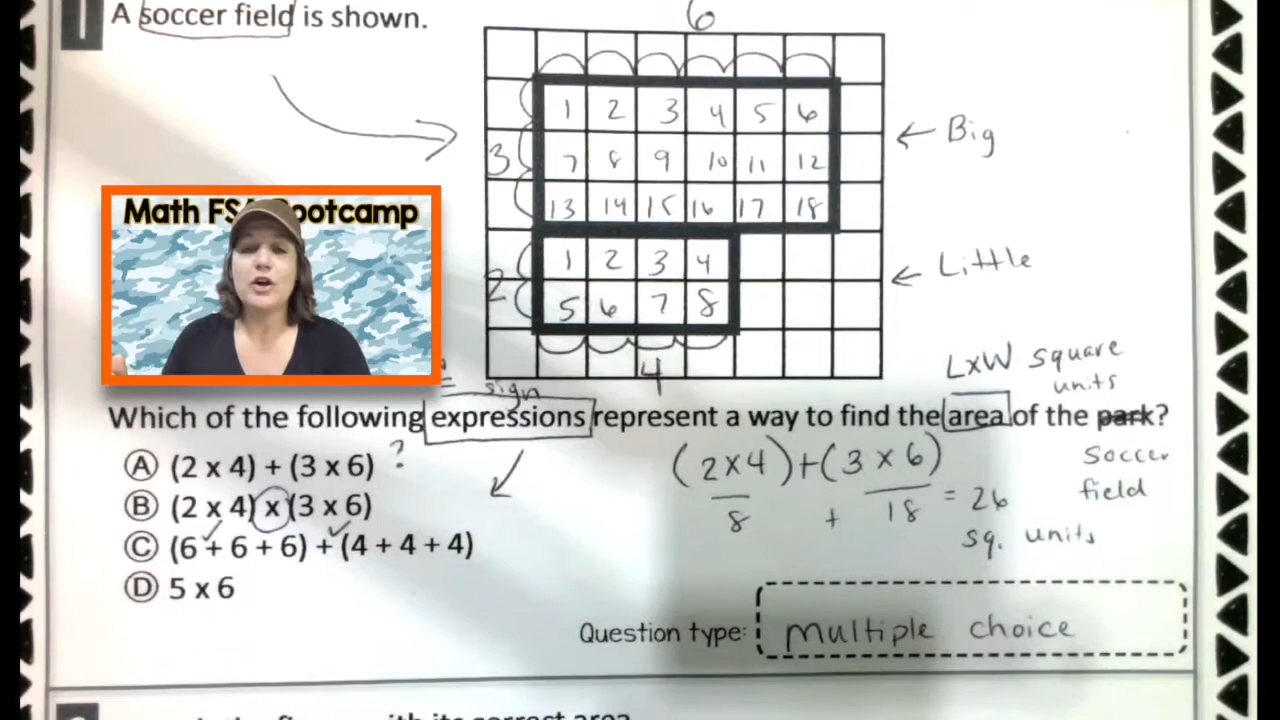 1 A soccer field is shown.
6
1 2 3 4 5 6
3 7 8 9 10 11 12
13 14 15 16 17 18
← Big
1 2 3 4
2 5 6 7 8
← Little
4
Math FSA Bootcamp
= sign
LxW square units
Which of the following expressions represent a way to find the area of the park?
soccer field
Ⓐ (2 x 4) + (3 x 6) ?
Ⓑ (2 x 4) x (3 x 6)
Ⓒ (6 + 6 + 6) + (4 + 4 + 4)
Ⓓ 5 x 6
(2x4)+(3 x 6)
8 + 18 = 26
sq. units
Question type: multiple choice